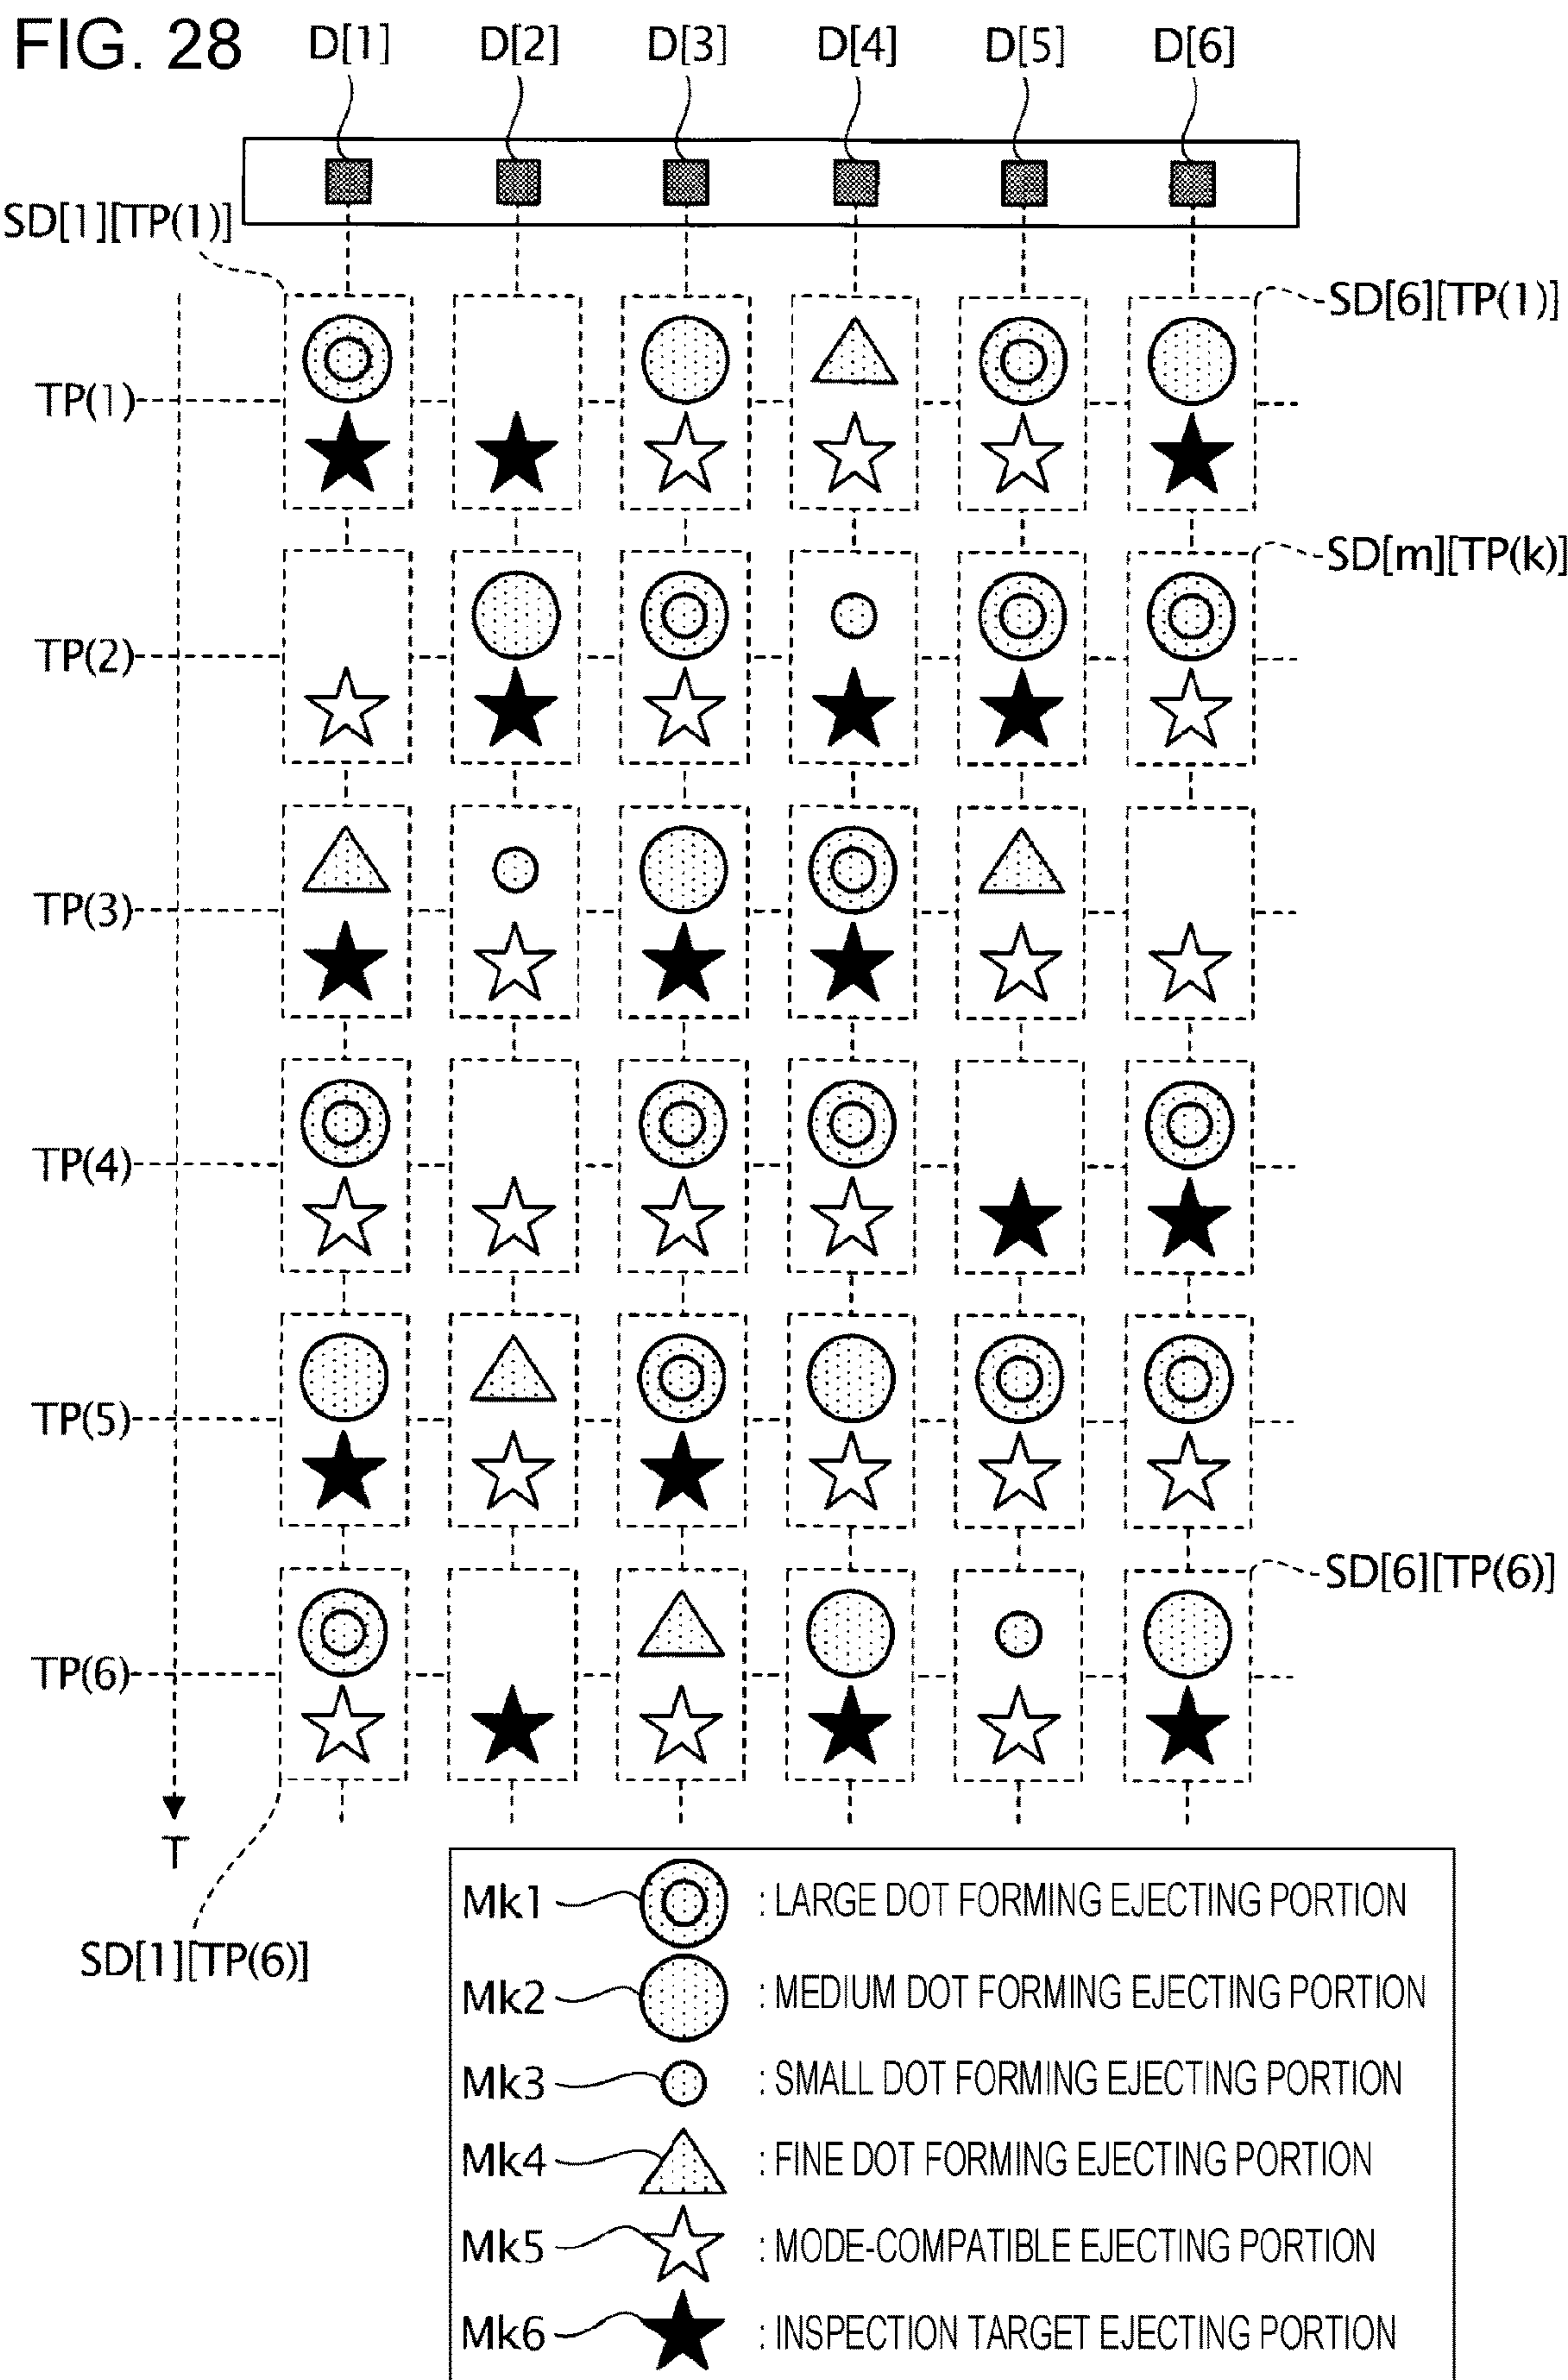 FIG. 28
D[1] D[2] D[3] D[4] D[5] D[6]
SD[1][TP(1)]
SD[6][TP(1)]
TP(1)
SD[m][TP(k)]
TP(2)
TP(3)
TP(4)
TP(5)
SD[6][TP(6)]
TP(6)
T
SD[1][TP(6)]
Mk1 : LARGE DOT FORMING EJECTING PORTION
Mk2 : MEDIUM DOT FORMING EJECTING PORTION
Mk3 : SMALL DOT FORMING EJECTING PORTION
Mk4 : FINE DOT FORMING EJECTING PORTION
Mk5 : MODE-COMPATIBLE EJECTING PORTION
Mk6 : INSPECTION TARGET EJECTING PORTION